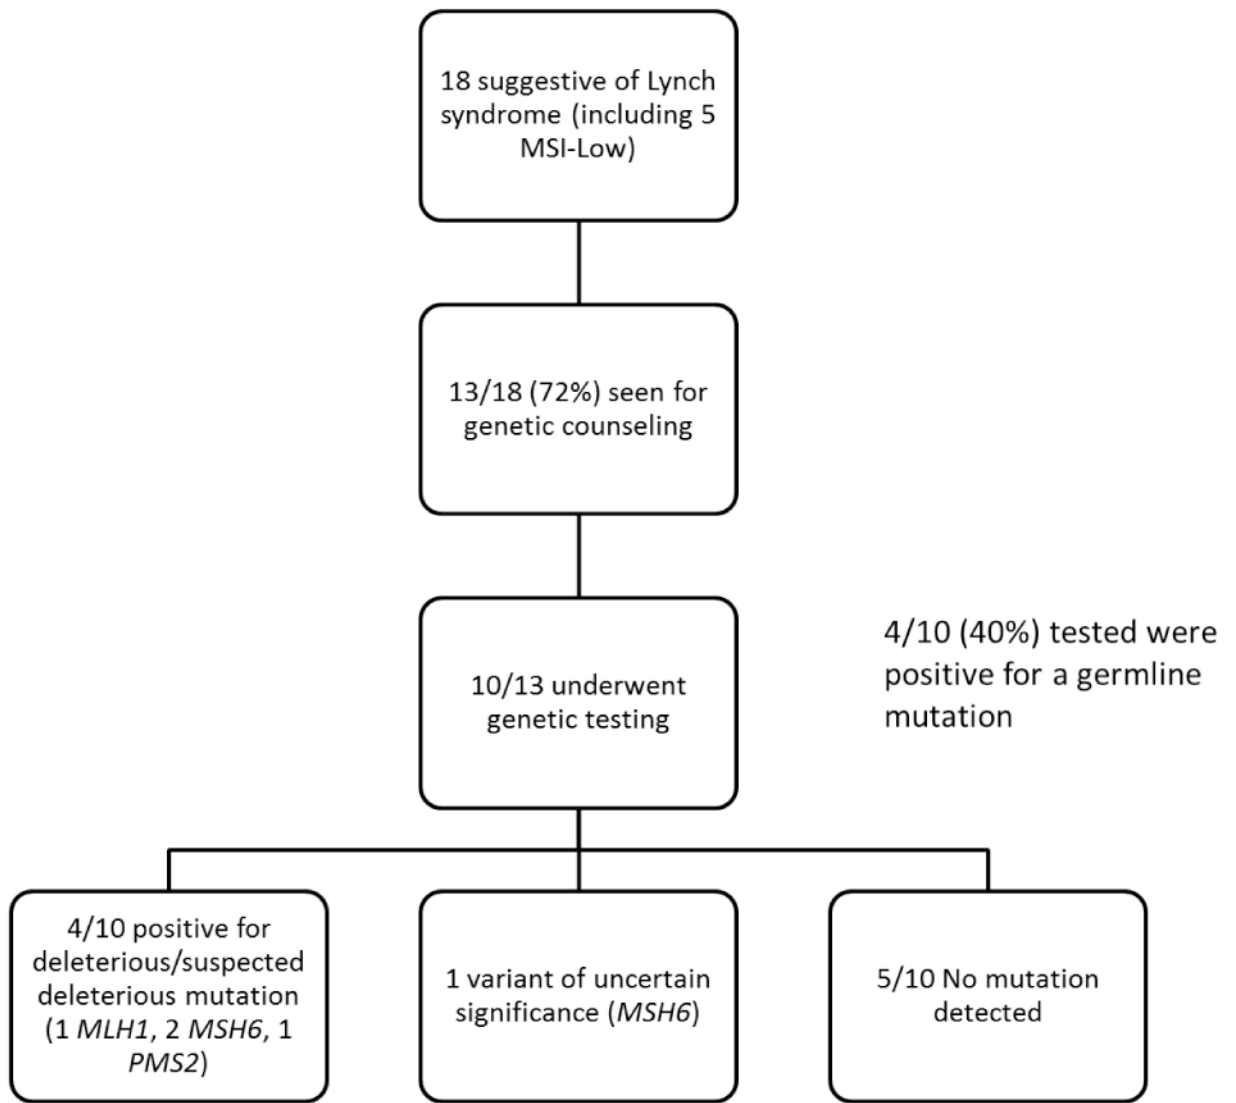 18 suggestive of Lynch
syndrome (including 5
MSI-Low)
13/18 (72%) seen for
genetic counseling
10/13 underwent
genetic testing
4/10 (40%) tested were
positive for a germline
mutation
4/10 positive for
deleterious/suspected
deleterious mutation
(1 MLH1, 2 MSH6, 1
PMS2)
1 variant of uncertain
significance (MSH6)
5/10 No mutation
detected